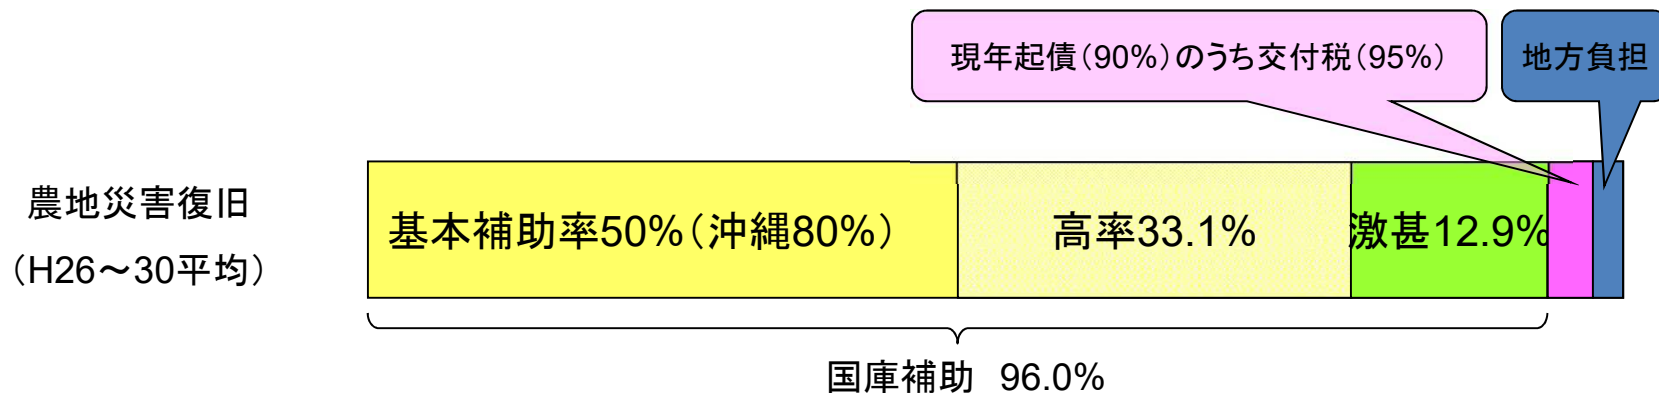 現年起債（90%）のうち交付税（95%）
地方負担
農地災害復旧
（H26～30平均）
基本補助率50%（沖縄80%）
高率33.1%
激甚12.9%
国庫補助　96.0%